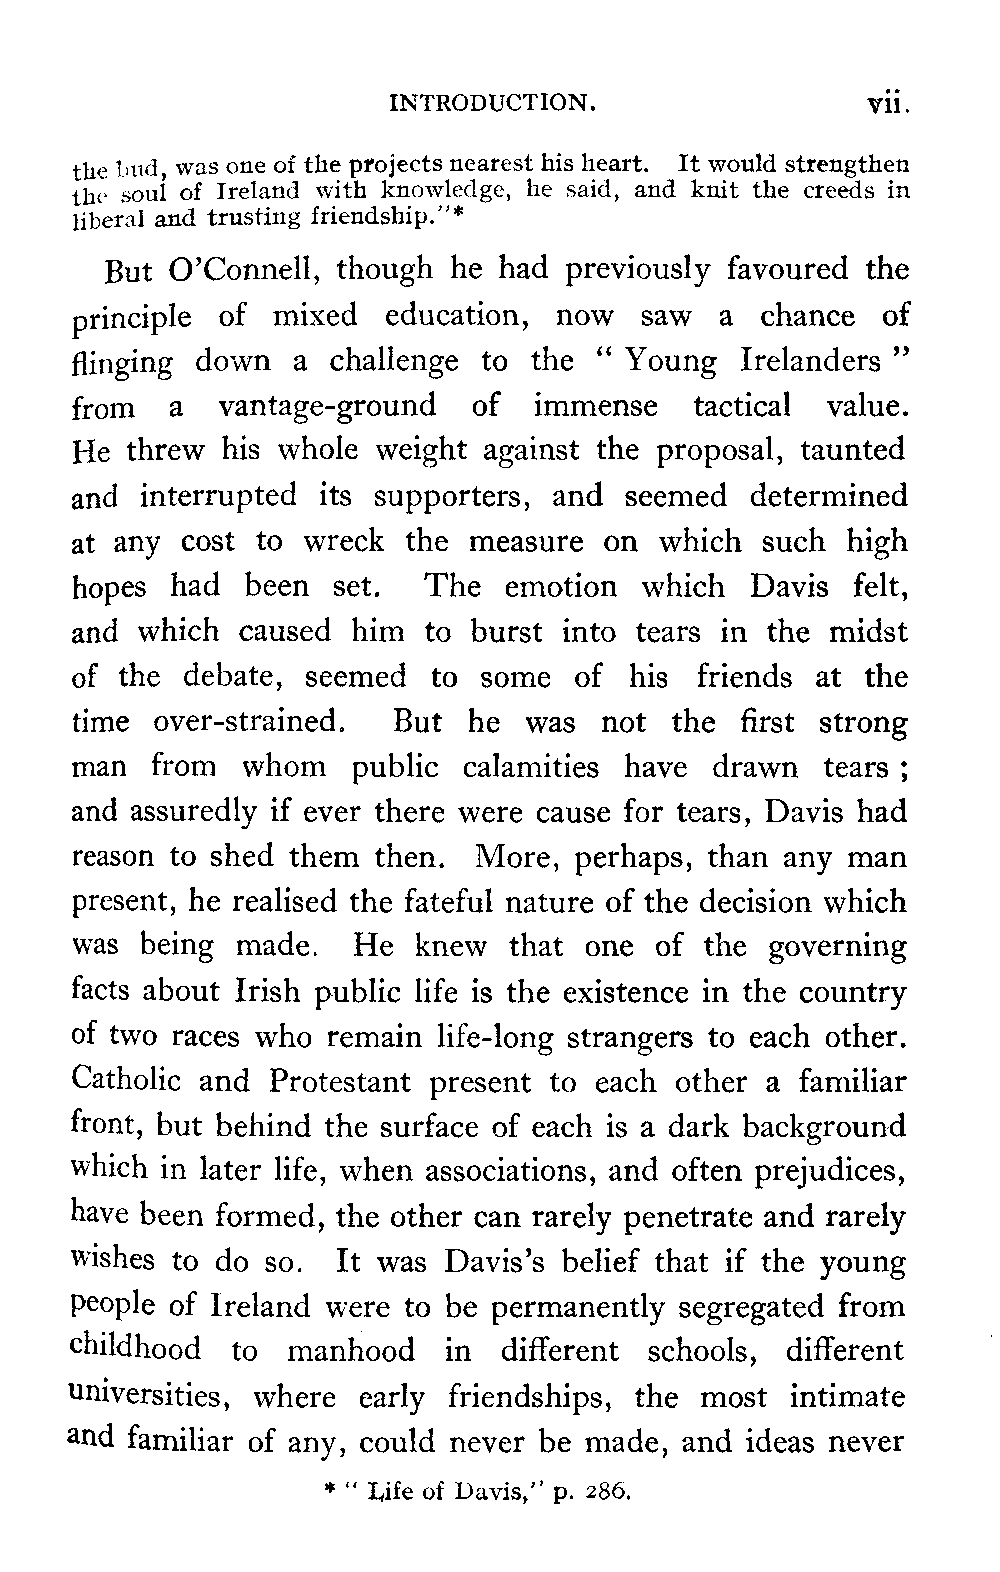 INTRODUCTION. vii.
the bud, was one of the projects nearest his heart. It would strengthen
the soul of Ireland with knowledge, he said, and knit the creeds in
liberal and trusting friendship."*
But O'Connell, though he had previously favoured the
principle of mixed education, now saw a chance of
flinging down a challenge to the " Young Irelanders "
from a vantage-ground of immense tactical value.
He threw his whole weight against the proposal, taunted
and interrupted its supporters, and seemed determined
at any cost to wreck the measure on which such high
hopes had been set. The emotion which Davis felt,
and which caused him to burst into tears in the midst
of the debate, seemed to some of his friends at the
time over-strained. But he was not the first strong
man from whom public calamities have drawn tears ;
and assuredly if ever there were cause for tears, Davis had
reason to shed them then. More, perhaps, than any man
present, he realised the fateful nature of the decision which
was being made. He knew that one of the governing
facts about Irish public life is the existence in the country
of two races who remain life-long strangers to each other.
Catholic and Protestant present to each other a familiar
front, but behind the surface of each is a dark background
which in later life, when associations, and often prejudices,
have been formed, the other can rarely penetrate and rarely
wishes to do so. It was Davis's belief that if the young
people of Ireland were to be permanently segregated from
childhood to manhood in different schools, different
universities, where early friendships, the most intimate
and familiar of any, could never be made, and ideas never
* " Life of Davis," p. 286.